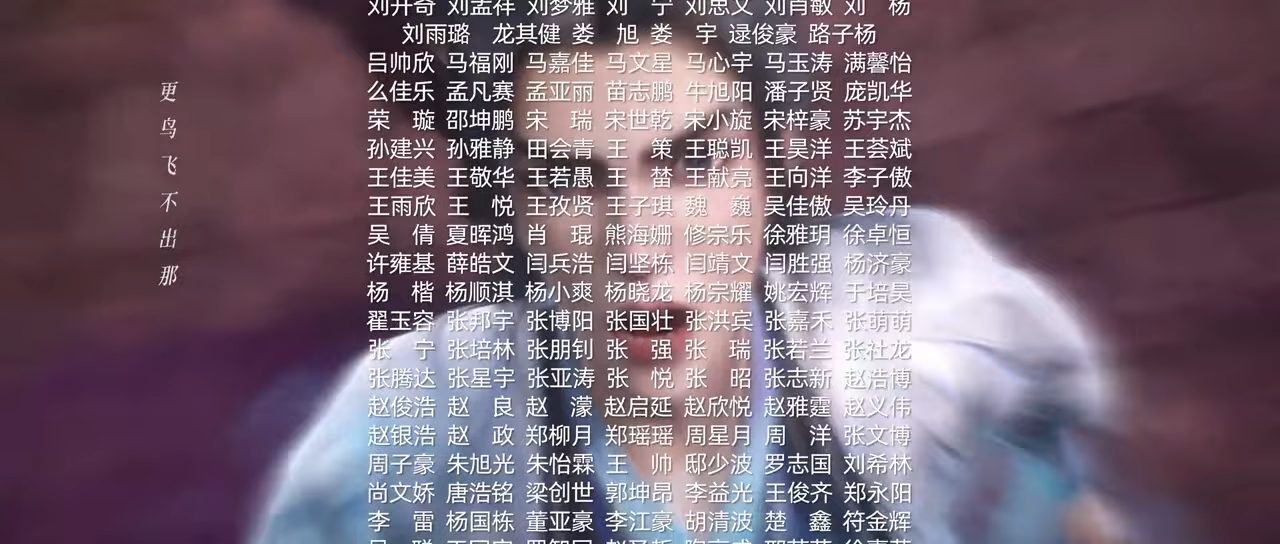 更鸟飞不出那
刘雨璐 龙其健 娄 旭 娄 宇 逯俊豪 路子杨
吕帅欣 马福刚 马嘉佳 马文星 马心宇 马玉涛 满馨怡
么佳乐 孟凡赛 孟亚丽 苗志鹏 牛旭阳 潘子贤 庞凯华
荣 璇 邵坤鹏 宋 瑞 宋世乾 宋小旋 宋梓豪 苏宇杰
孙建兴 孙雅静 田会青 王 策 王聪凯 王昊洋 王荟斌
王佳美 王敬华 王若愚 王 椿 王献亮 王向洋 李子傲
王雨欣 王 悦 王孜贤 王子琪 魏 巍 吴佳傲 吴玲丹
吴 倩 夏晖鸿 肖 琨 熊海姗 修宗乐 徐雅玥 徐卓恒
许雍基 薛皓文 闫兵浩 闫坚栋 闫靖文 闫胜强 杨济豪
杨 楷 杨顺淇 杨小爽 杨晓龙 杨宗耀 姚宏辉 于培昊
翟玉容 张邦宇 张博阳 张国壮 张洪宾 张嘉禾 张萌萌
张 宁 张培林 张朋钊 张 强 张 瑞 张若兰 张社龙
张腾达 张星宇 张亚涛 张 悦 张 昭 张志新 赵浩博
赵俊浩 赵 良 赵 濛 赵启延 赵欣悦 赵雅霆 赵义伟
赵银浩 赵 政 郑柳月 郑瑶瑶 周星月 周 洋 张文博
周子豪 朱旭光 朱怡霖 王 帅 邸少波 罗志国 刘希林
尚文娇 唐浩铭 梁创世 郭坤昂 李益光 王俊齐 郑永阳
李 雷 杨国栋 董亚豪 李江豪 胡清波 楚 鑫 符金辉